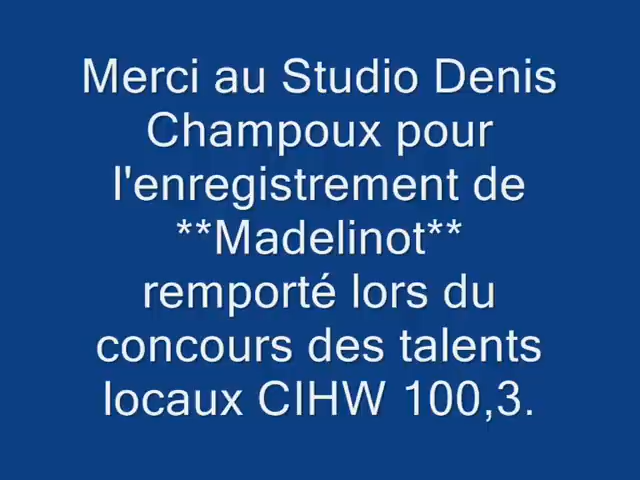 Merci au Studio Denis
Champoux pour
l'enregistrement de
**Madelinot**
remporté lors du
concours des talents
locaux CIHW 100,3.